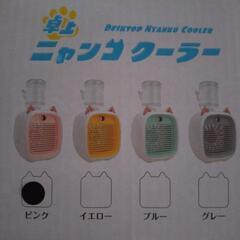 DESKTOP NYANKO COOLER
卓上
ニャンコ クーラー
ピンク イエロー ブルー グレー